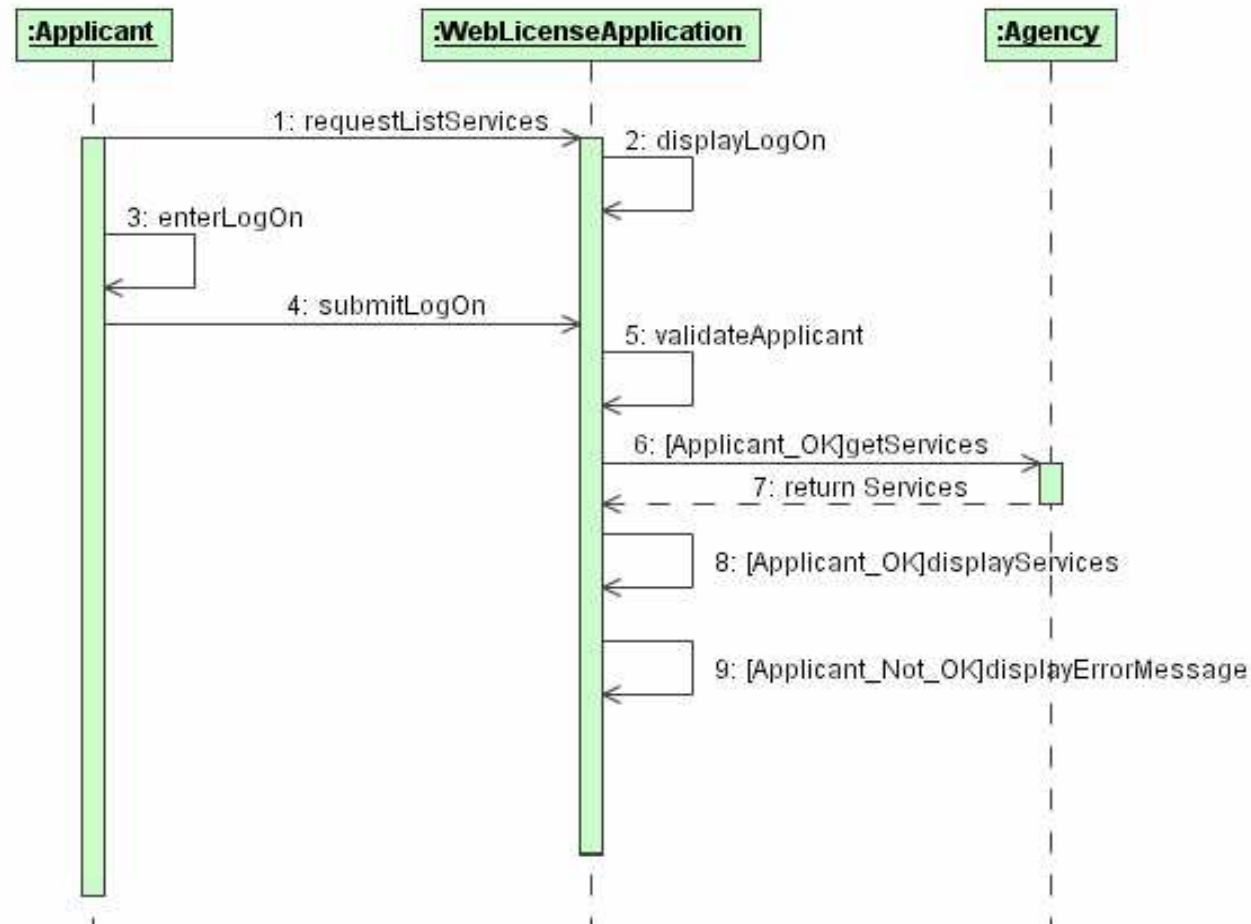 :Applicant
:WebLicenseApplication
:Agency
1: requestListServices
2: displayLogOn
3: enterLogOn
4: submitLogOn
5: validateApplicant
6: [Applicant_OK]getServices
7: return Services
8: [Applicant_OK]displayServices
9: [Applicant_Not_OK]displayErrorMessage